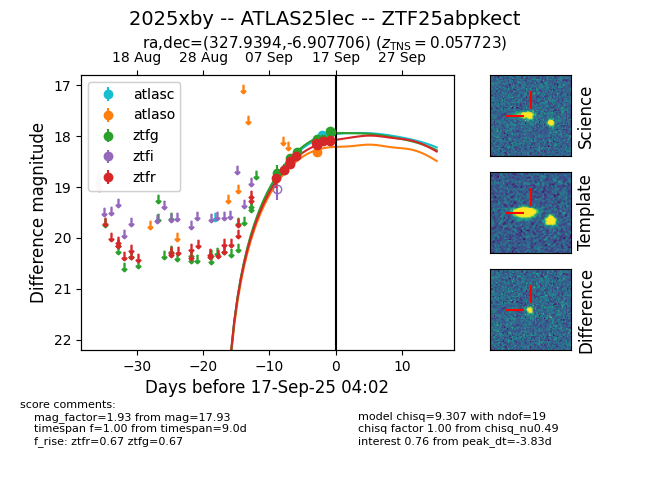 2025xby -- ATLAS25lec -- ZTF25abpkect
ra,dec=(327.9394,-6.907706) (z_TNS = 0.057723)
18 Aug 28 Aug 07 Sep 17 Sep 27 Sep
17
18
19
20
21
22
Difference magnitude
atlasc
atlaso
ztfg
ztfi
ztfr
−30 −20 −10 0 10
Days before 17-Sep-25 04:02
Science
Template
Difference
score comments:
mag_factor=1.93 from mag=17.93
timespan f=1.00 from timespan=9.0d
f_rise: ztfr=0.67 ztfg=0.67
model chisq=9.307 with ndof=19
chisq factor 1.00 from chisq_nu0.49
interest 0.76 from peak_dt=-3.83d